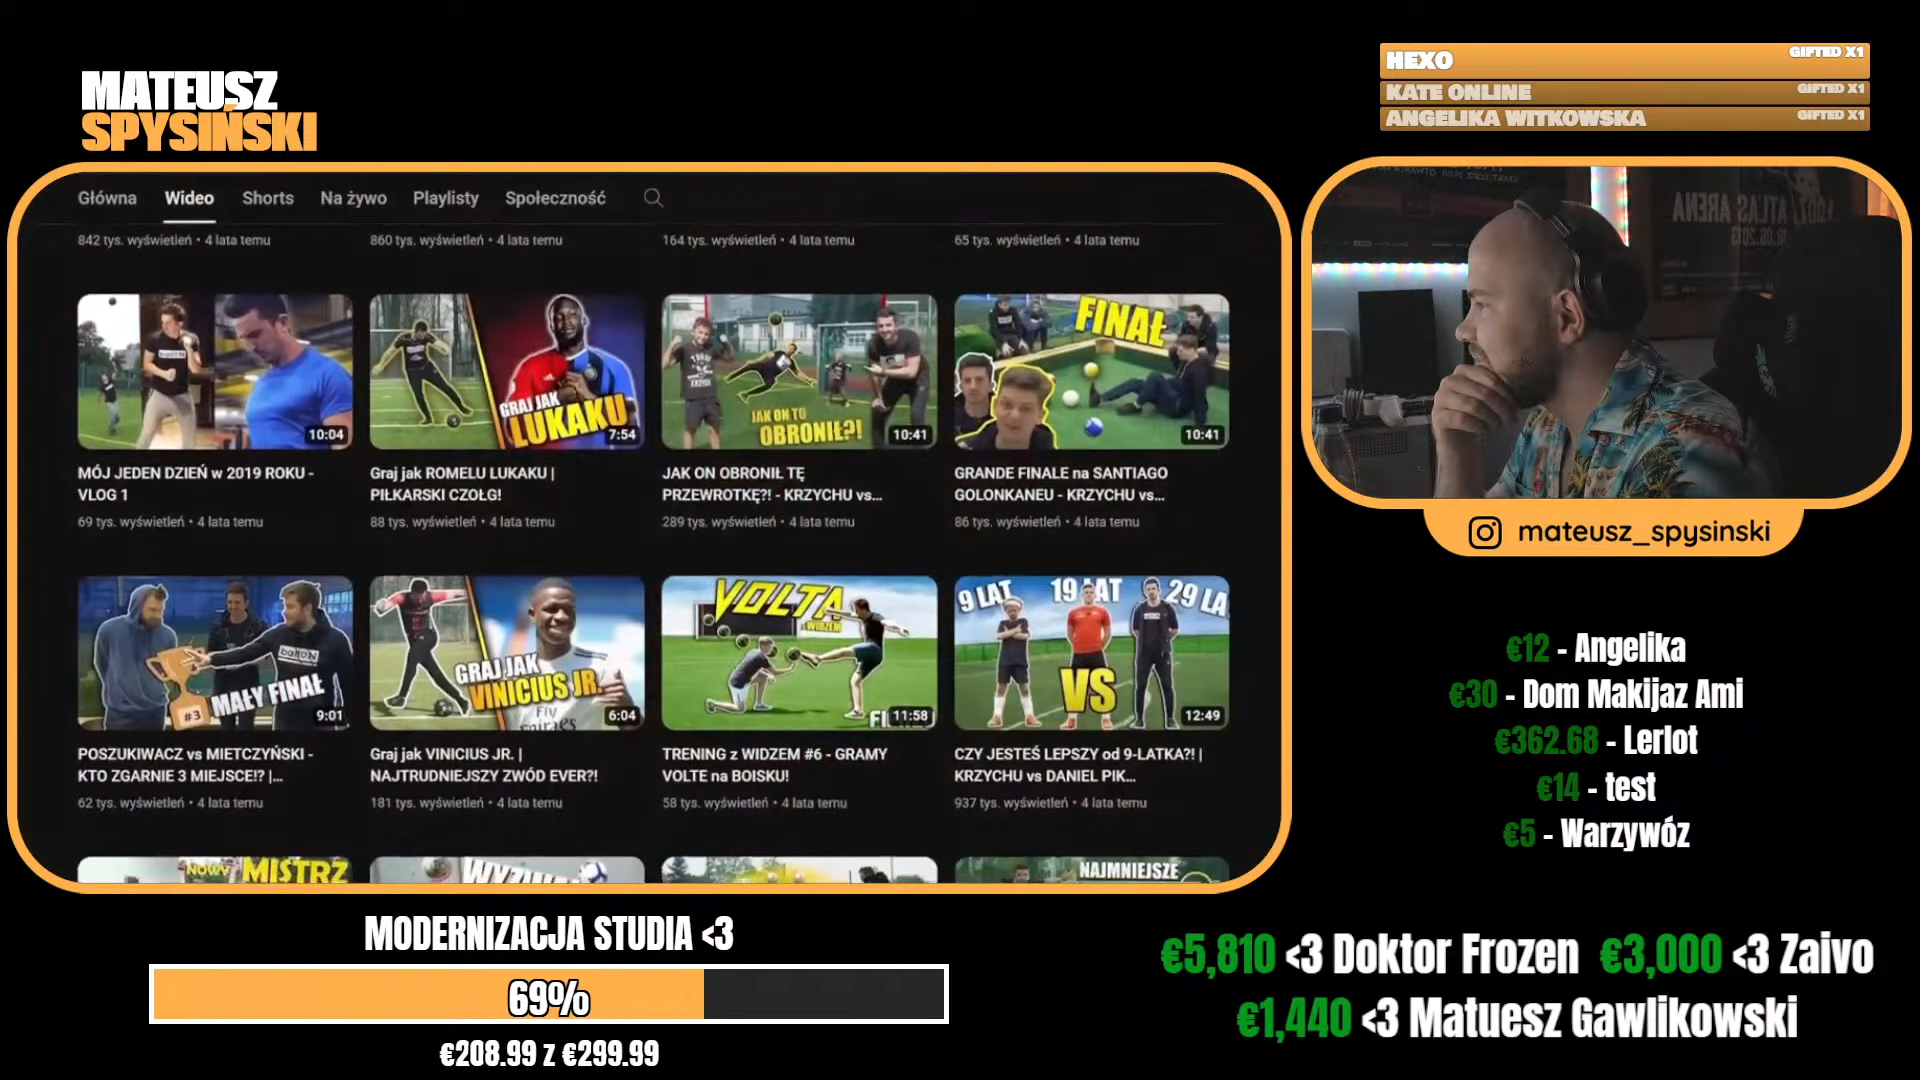 MATEUSZ
SPYSIŃSKI
HEXO GIFTED X1
KATE ONLINE GIFTED X1
ANGELIKA WITKOWSKA GIFTED X1
Główna Wideo Shorts Na żywo Playlisty Społeczność
842 tys. wyświetleń • 4 lata temu
860 tys. wyświetleń • 4 lata temu
164 tys. wyświetleń • 4 lata temu
65 tys. wyświetleń • 4 lata temu
10:04
GRAJ JAK
LUKAKU
7:54
JAK ON TO
OBRONIŁ?!
10:41
FINAŁ
10:41
MÓJ JEDEN DZIEŃ w 2019 ROKU -
VLOG 1
69 tys. wyświetleń • 4 lata temu
Graj jak ROMELU LUKAKU |
PIŁKARSKI CZOŁG!
88 tys. wyświetleń • 4 lata temu
JAK ON OBRONIŁ TĘ
PRZEWROTKĘ?! - KRZYCHU vs...
289 tys. wyświetleń • 4 lata temu
GRANDE FINALE na SANTIAGO
GOLONKANEU - KRZYCHU vs...
86 tys. wyświetleń • 4 lata temu
#3
MAŁY FINAŁ
9:01
GRAJ JAK
VINICIUS JR.
Fly
6:04
VOLTA
z WIDZEM
11:58
9 LAT 19 LAT 29 LA
VS
12:49
POSZUKIWACZ vs MIETCZYŃSKI -
KTO ZGARNIE 3 MIEJSCE!? |...
62 tys. wyświetleń • 4 lata temu
Graj jak VINICIUS JR. |
NAJTRUDNIEJSZY ZWÓD EVER?!
181 tys. wyświetleń • 4 lata temu
TRENING z WIDZEM #6 - GRAMY
VOLTE na BOISKU!
58 tys. wyświetleń • 4 lata temu
CZY JESTEŚ LEPSZY od 9-LATKA?! |
KRZYCHU vs DANIEL PIK...
937 tys. wyświetleń • 4 lata temu
NOWY MISTRZ
NAJMNIEJSZE
ATLAS ARENA
mateusz_spysinski
€12 - Angelika
€30 - Dom Makijaz Ami
€362.68 - Lerlot
€14 - test
€5 - Warzywóz
MODERNIZACJA STUDIA <3
69%
€208.99 z €299.99
€5,810 <3 Doktor Frozen €3,000 <3 Zaivo
€1,440 <3 Matuesz Gawlikowski